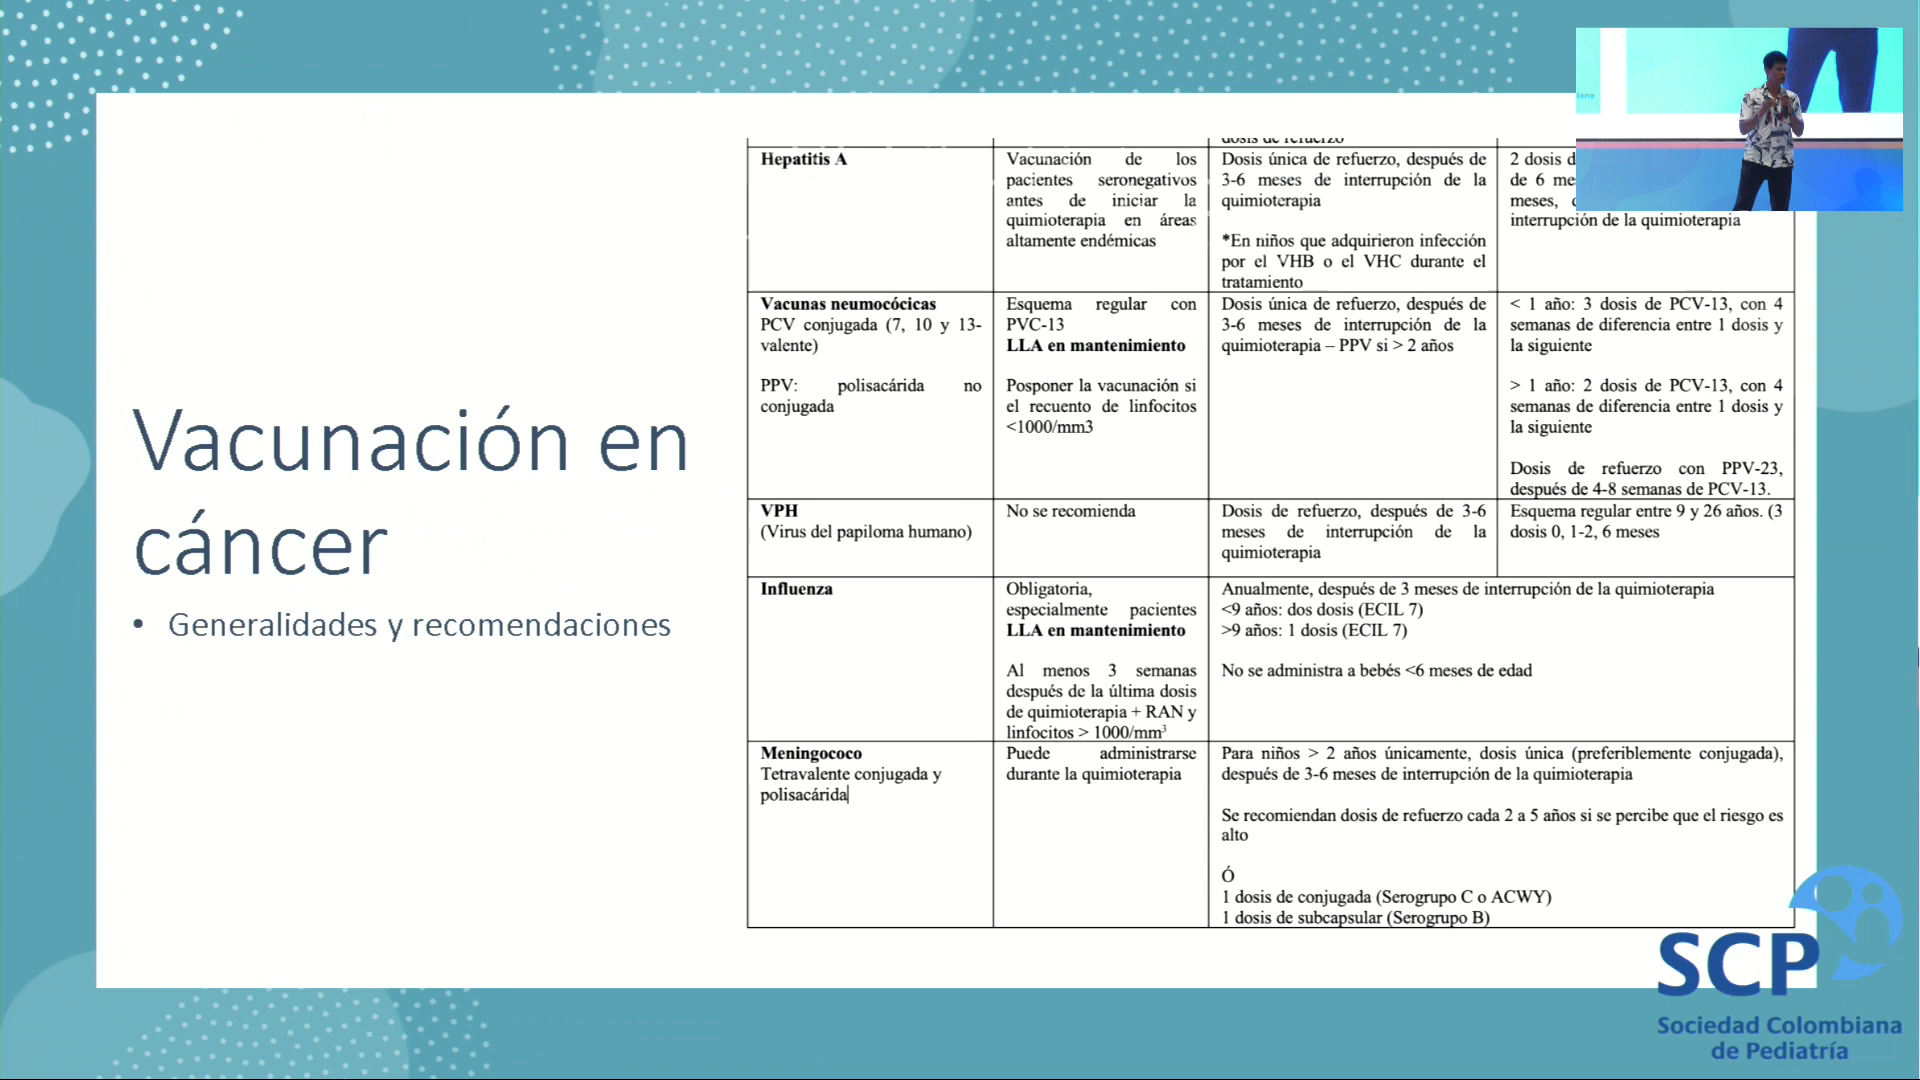 Vacunación en
cáncer
• Generalidades y recomendaciones
dosis de refuerzo
Hepatitis A
Vacunación de los
pacientes seronegativos
antes de iniciar la
quimioterapia en áreas
altamente endémicas
Dosis única de refuerzo, después de
3-6 meses de interrupción de la
quimioterapia
*En niños que adquirieron infección
por el VHB o el VHC durante el
tratamiento
2 dosis
de 6
meses,
interrupción de la quimioterapia
Vacunas neumocócicas
PCV conjugada (7, 10 y 13-
valente)
PPV: polisacárida no
conjugada
Esquema regular con
PVC-13
LLA en mantenimiento
Posponer la vacunación si
el recuento de linfocitos
<1000/mm3
Dosis única de refuerzo, después de
3-6 meses de interrupción de la
quimioterapia – PPV si > 2 años
< 1 año: 3 dosis de PCV-13, con 4
semanas de diferencia entre 1 dosis y
la siguiente
> 1 año: 2 dosis de PCV-13, con 4
semanas de diferencia entre 1 dosis y
la siguiente
Dosis de refuerzo con PPV-23,
después de 4-8 semanas de PCV-13.
VPH
(Virus del papiloma humano)
No se recomienda
Dosis de refuerzo, después de 3-6
meses de interrupción de la
quimioterapia
Esquema regular entre 9 y 26 años. (3
dosis 0, 1-2, 6 meses
Influenza
Obligatoria,
especialmente pacientes
LLA en mantenimiento
Al menos 3 semanas
después de la última dosis
de quimioterapia + RAN y
linfocitos > 1000/mm³
Anualmente, después de 3 meses de interrupción de la quimioterapia
<9 años: dos dosis (ECIL 7)
>9 años: 1 dosis (ECIL 7)
No se administra a bebés <6 meses de edad
Meningococo
Tetravalente conjugada y
polisacárida
Puede administrarse
durante la quimioterapia
Para niños > 2 años únicamente, dosis única (preferiblemente conjugada),
después de 3-6 meses de interrupción de la quimioterapia
Se recomiendan dosis de refuerzo cada 2 a 5 años si se percibe que el riesgo es
alto
Ó
1 dosis de conjugada (Serogrupo C o ACWY)
1 dosis de subcapsular (Serogrupo B)
SCP
Sociedad Colombiana
de Pediatría